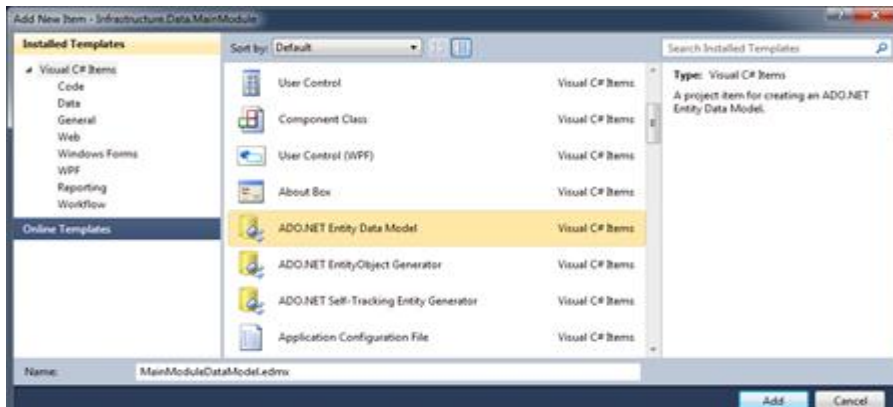 Add New Item - Infrastructure.Data.MainModule
Installed Templates
Visual C# Items
Code
Data
General
Web
Windows Forms
WPF
Reporting
Workflow
Online Templates
Sort by: Default
User Control Visual C# Items
Component Class Visual C# Items
User Control (WPF) Visual C# Items
About Box Visual C# Items
ADO.NET Entity Data Model Visual C# Items
ADO.NET EntityObject Generator Visual C# Items
ADO.NET Self-Tracking Entity Generator Visual C# Items
Application Configuration File Visual C# Items
Search Installed Templates
Type: Visual C# Items
A project item for creating an ADO.NET
Entity Data Model.
Name: MainModuleDataModel.edmx
Add Cancel